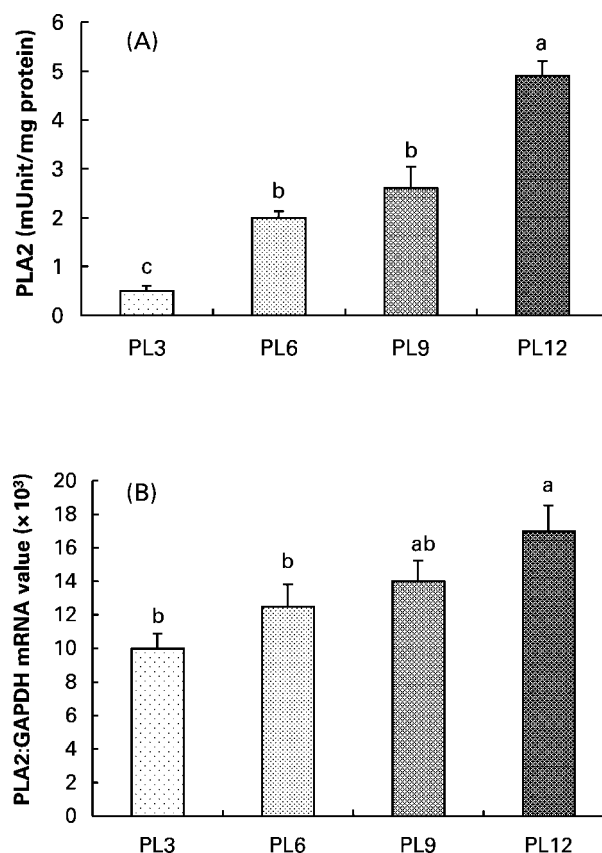 (A)
PLA2 (mUnit/mg protein)
6
5
4
3
2
1
0
c
b
b
a
PL3 PL6 PL9 PL12
(B)
PLA2:GAPDH mRNA value (× 10³)
20
18
16
14
12
10
8
6
4
2
0
b
b
ab
a
PL3 PL6 PL9 PL12